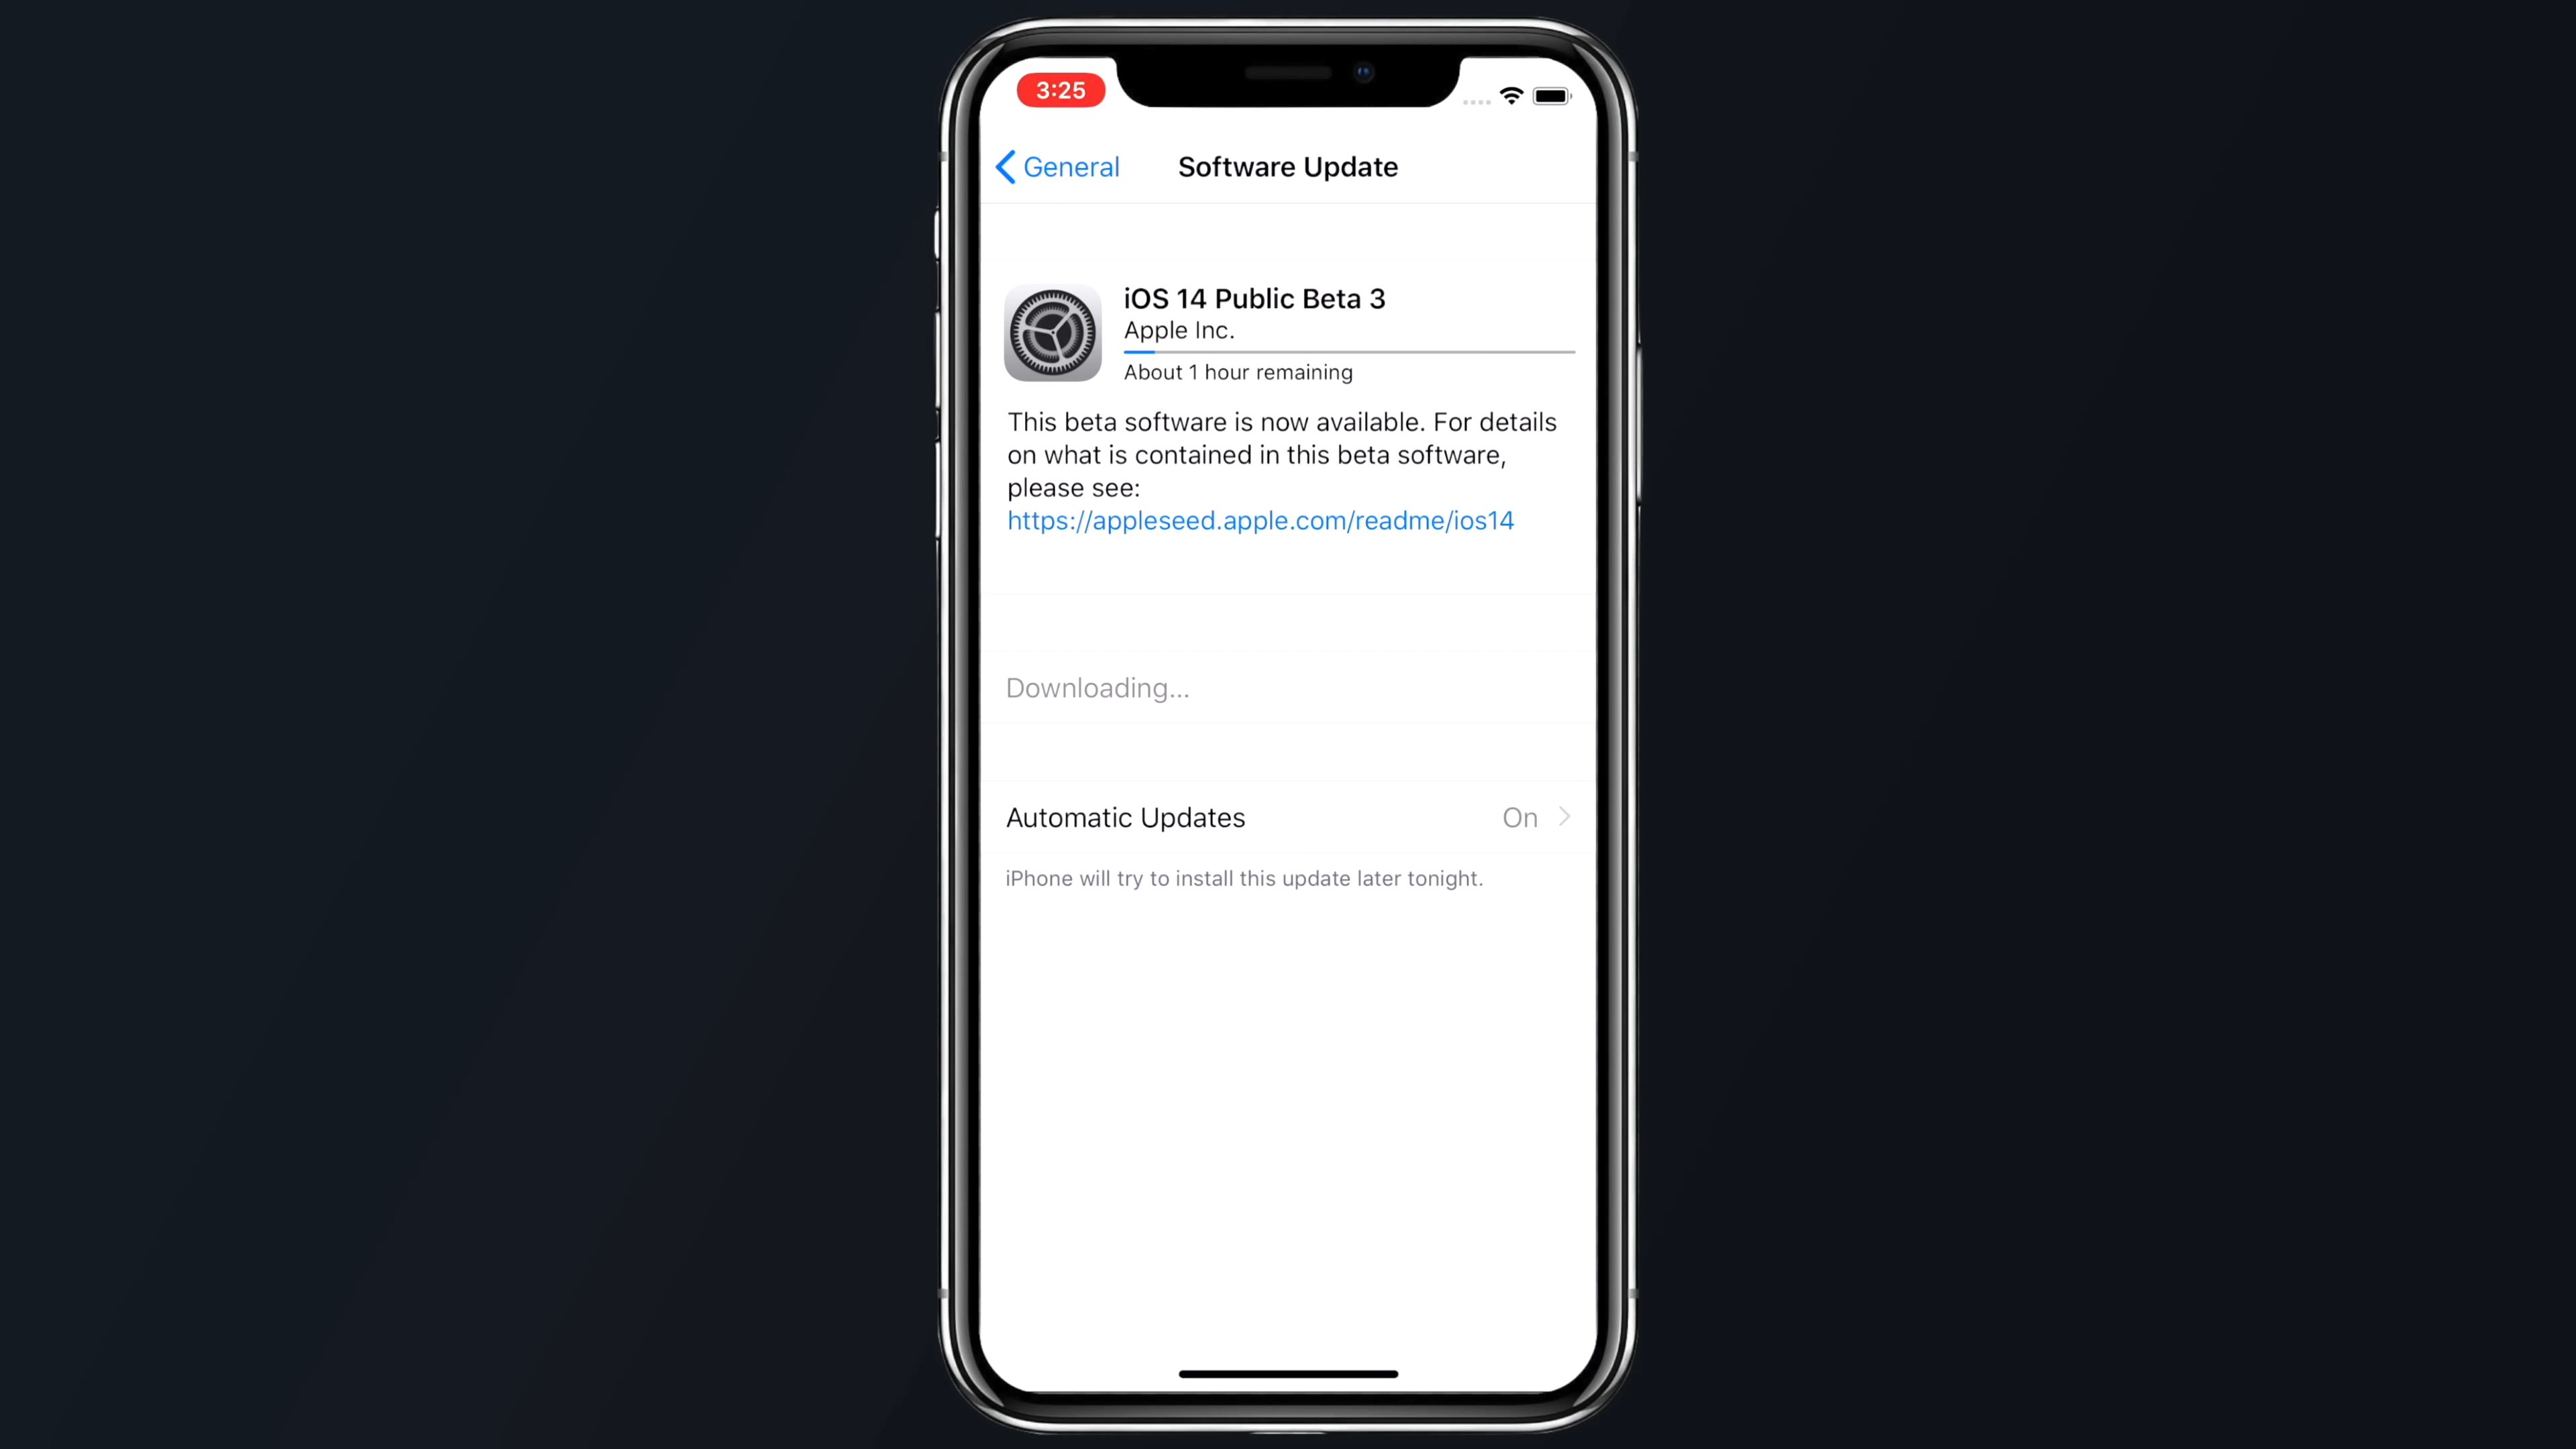 3:25
General
Software Update
iOS 14 Public Beta 3
Apple Inc.
About 1 hour remaining
This beta software is now available. For details
on what is contained in this beta software,
please see:
https://appleseed.apple.com/readme/ios14
Downloading...
Automatic Updates On
iPhone will try to install this update later tonight.